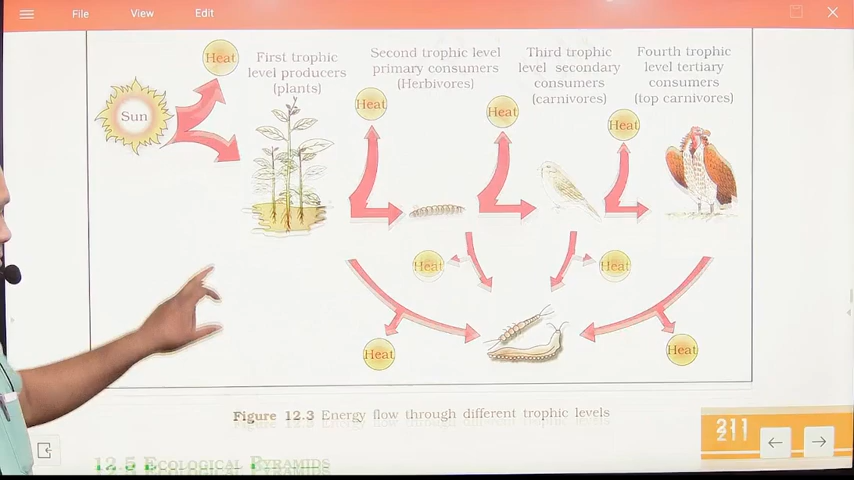 File View Edit
Heat
First trophic
level producers
(plants)
Second trophic level
primary consumers
(Herbivores)
Third trophic
level secondary
consumers
(carnivores)
Fourth trophic
level tertiary
consumers
(top carnivores)
Sun
Heat
Heat
Heat
Heat
Heat
Heat
Heat
Figure 12.3 Energy flow through different trophic levels
211
12.5 ECOLOGICAL PYRAMIDS